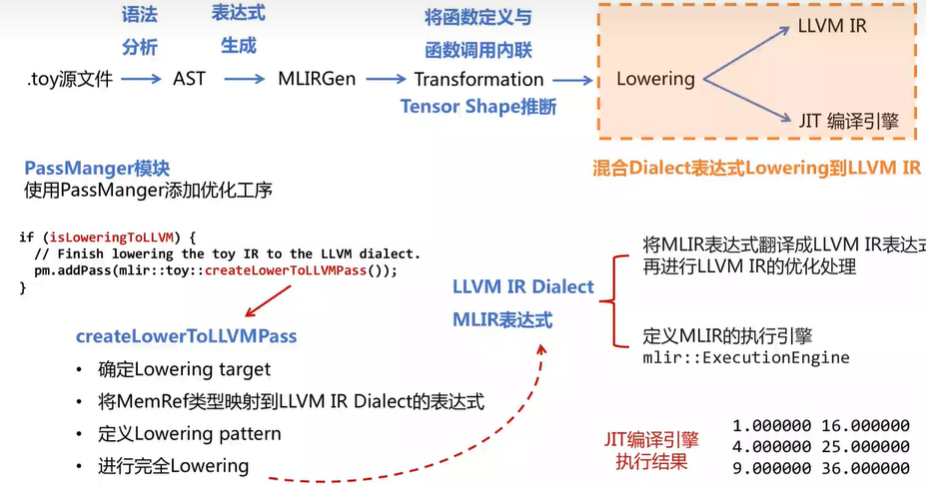 语法
分析
表达式
生成
将函数定义与
函数调用内联
.toy源文件
AST
MLIRGen
Transformation
Tensor Shape推断
Lowering
LLVM IR
JIT 编译引擎
混合Dialect表达式Lowering到LLVM IR
PassManger模块
使用PassManger添加优化工序
if (isLoweringToLLVM) {
// Finish lowering the toy IR to the LLVM dialect.
pm.addPass(mlir::toy::createLowerToLLVMPass());
}
createLowerToLLVMPass
• 确定Lowering target
• 将MemRef类型映射到LLVM IR Dialect的表达式
• 定义Lowering pattern
• 进行完全Lowering
LLVM IR Dialect
MLIR表达式
将MLIR表达式翻译成LLVM IR表达式
再进行LLVM IR的优化处理
定义MLIR的执行引擎
mlir::ExecutionEngine
JIT编译引擎
执行结果
1.000000 16.000000
4.000000 25.000000
9.000000 36.000000